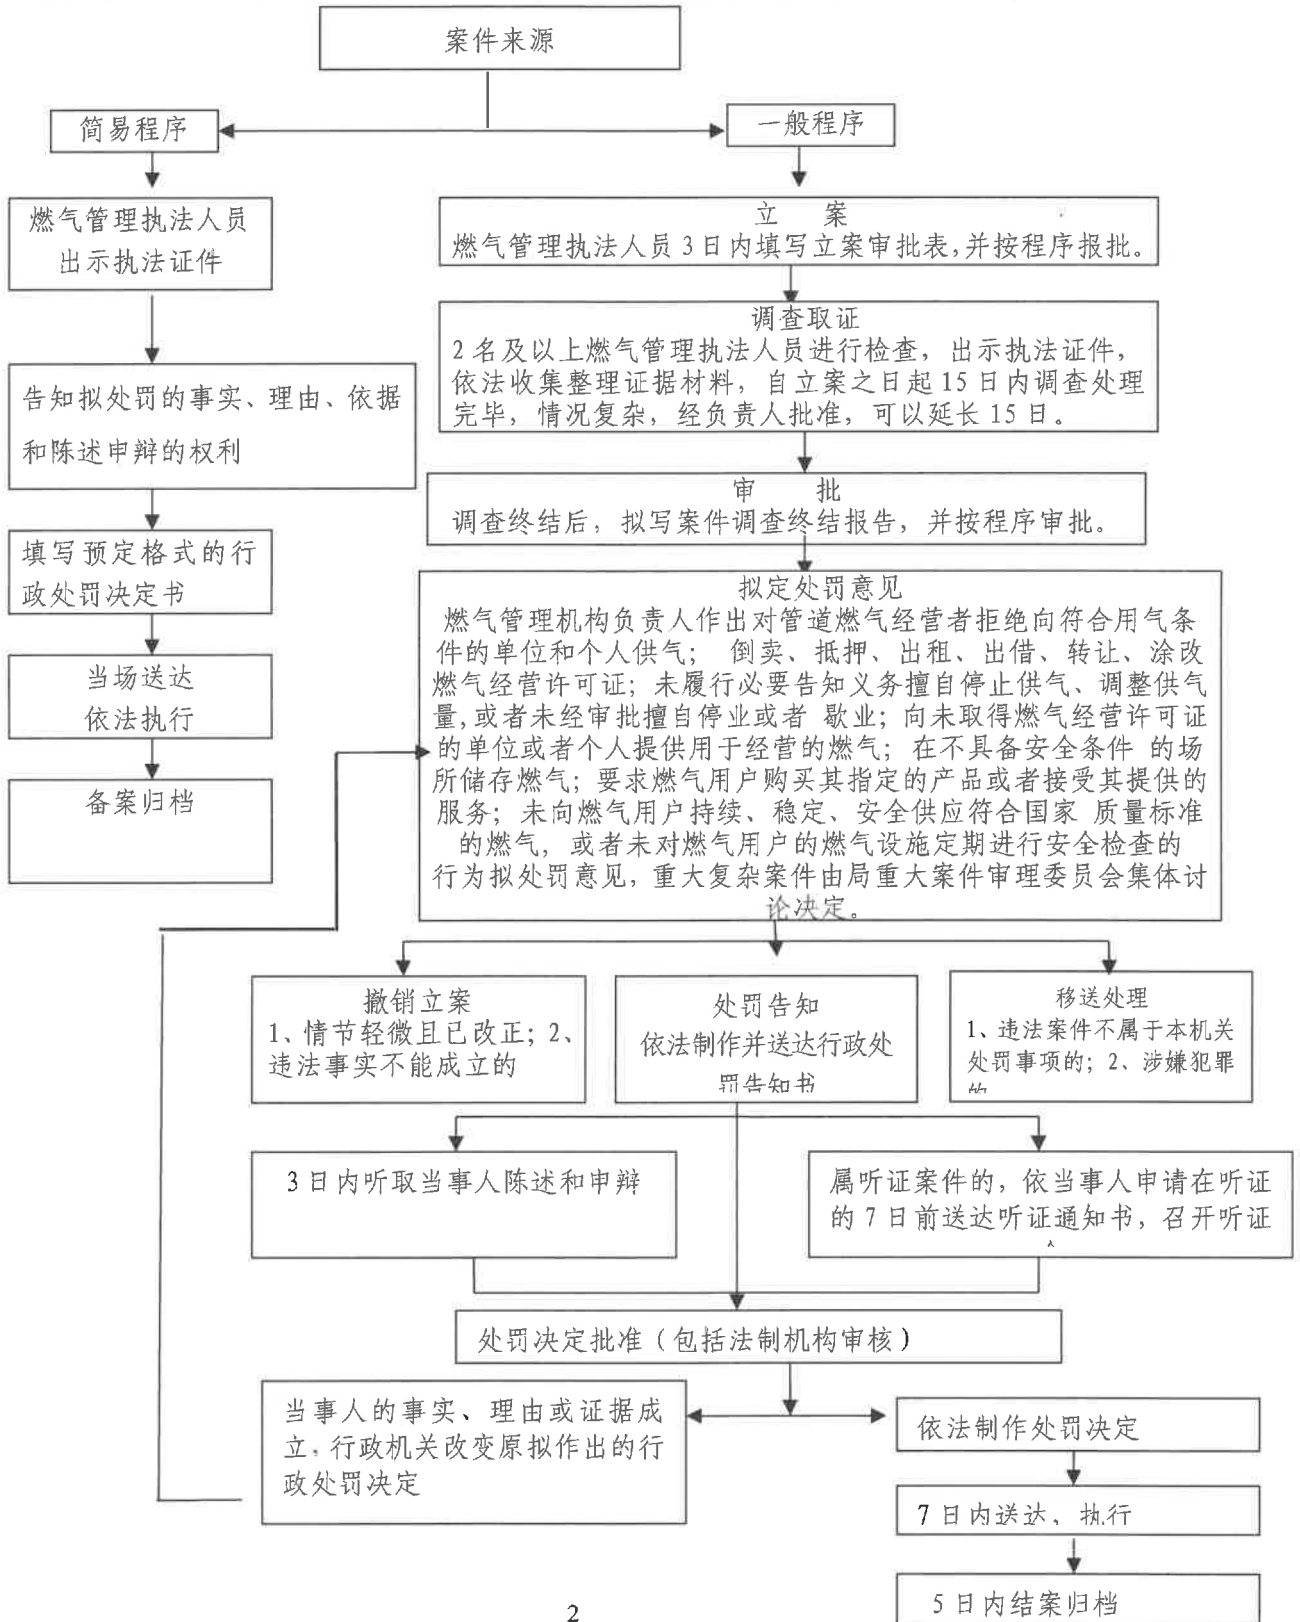 案件来源
简易程序
一般程序
燃气管理执法人员
出示执法证件
告知拟处罚的事实、理由、依据
和陈述申辩的权利
填写预定格式的行
政处罚决定书
当场送达
依法执行
备案归档
立 案
燃气管理执法人员3日内填写立案审批表,并按程序报批。
调查取证
2名及以上燃气管理执法人员进行检查，出示执法证件，
依法收集整理证据材料，自立案之日起15日内调查处理
完毕，情况复杂，经负责人批准，可以延长15日。
审 批
调查终结后，拟写案件调查终结报告，并按程序审批。
拟定处罚意见
燃气管理机构负责人作出对管道燃气经营者拒绝向符合用气条
件的单位和个人供气； 倒卖、抵押、出租、出借、转让、涂改
燃气经营许可证；未履行必要告知义务擅自停止供气、调整供气
量,或者未经审批擅自停业或者 歇业；向未取得燃气经营许可证
的单位或者个人提供用于经营的燃气；在不具备安全条件 的场
所储存燃气；要求燃气用户购买其指定的产品或者接受其提供的
服务；未向燃气用户持续、稳定、安全供应符合国家 质量标准
的燃气，或者未对燃气用户的燃气设施定期进行安全检查的
行为拟处罚意见，重大复杂案件由局重大案件审理委员会集体讨
论决定。
撤销立案
1、情节轻微且已改正；2、
违法事实不能成立的
处罚告知
依法制作并送达行政处
罚告知书
移送处理
1、违法案件不属于本机关
处罚事项的；2、涉嫌犯罪
3日内听取当事人陈述和申辩
属听证案件的，依当事人申请在听证
的7日前送达听证通知书，召开听证
处罚决定批准（包括法制机构审核）
当事人的事实、理由或证据成
立，行政机关改变原拟作出的行
政处罚决定
依法制作处罚决定
7日内送达、执行
5日内结案归档
2